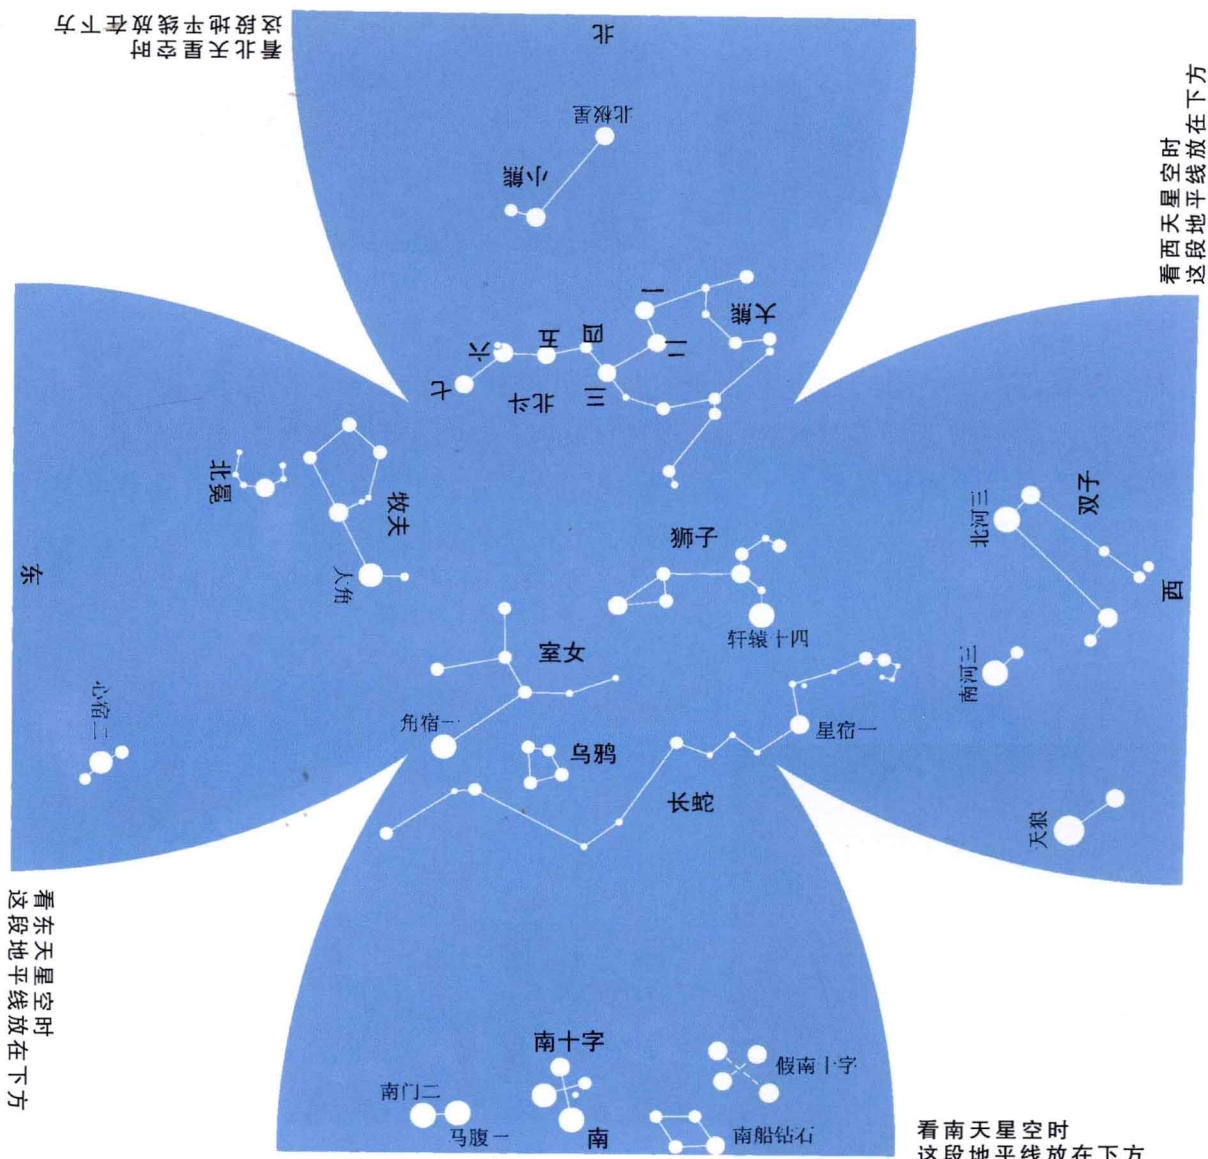 看北天星空时
这段地平线放在下方
北
看西天星空时
这段地平线放在下方
北极星
小熊
一
大熊
二
三
四
五
六
七
北斗
北冕
牧夫
大角
东
狮子
轩辕十四
双子
北河三
西
南河三
室女
角宿一
心宿二
乌鸦
星宿一
长蛇
天狼
看东天星空时
这段地平线放在下方
南十字
假南十字
南门二
马腹一
南
南船钻石
看南天星空时
这段地平线放在下方